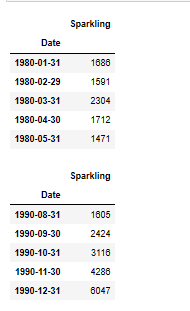 Sparkling
Date
1980-01-31 1686
1980-02-29 1591
1980-03-31 2304
1980-04-30 1712
1980-05-31 1471
Sparkling
Date
1990-08-31 1605
1990-09-30 2424
1990-10-31 3116
1990-11-30 4286
1990-12-31 6047